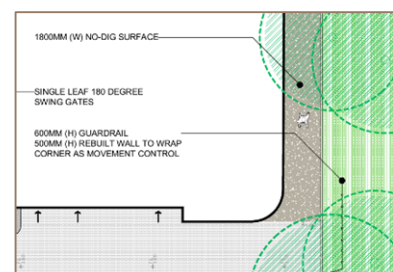 1800MM (W) NO-DIG SURFACE
SINGLE LEAF 180 DEGREE
SWING GATES
600MM (H) GUARDRAIL
500MM (H) REBUILT WALL TO WRAP
CORNER AS MOVEMENT CONTROL